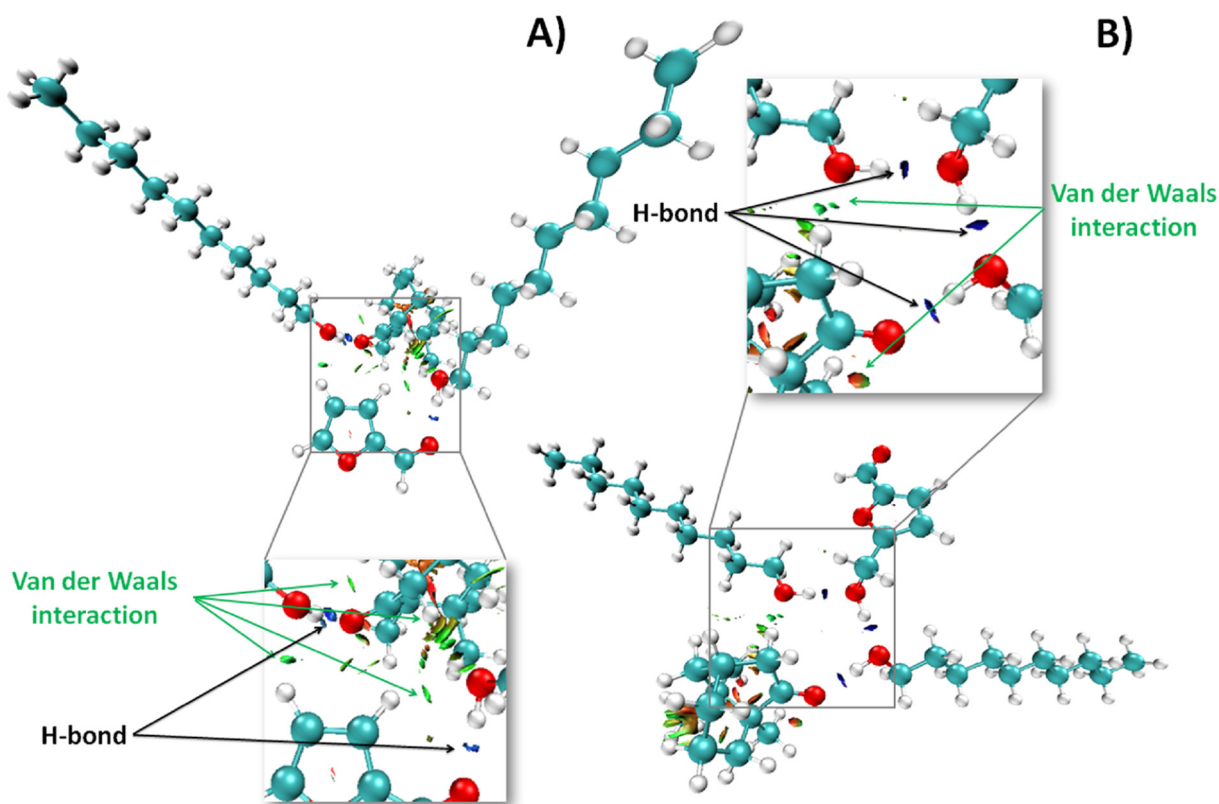 A)
B)
H-bond
Van der Waals
interaction
Van der Waals
interaction
H-bond